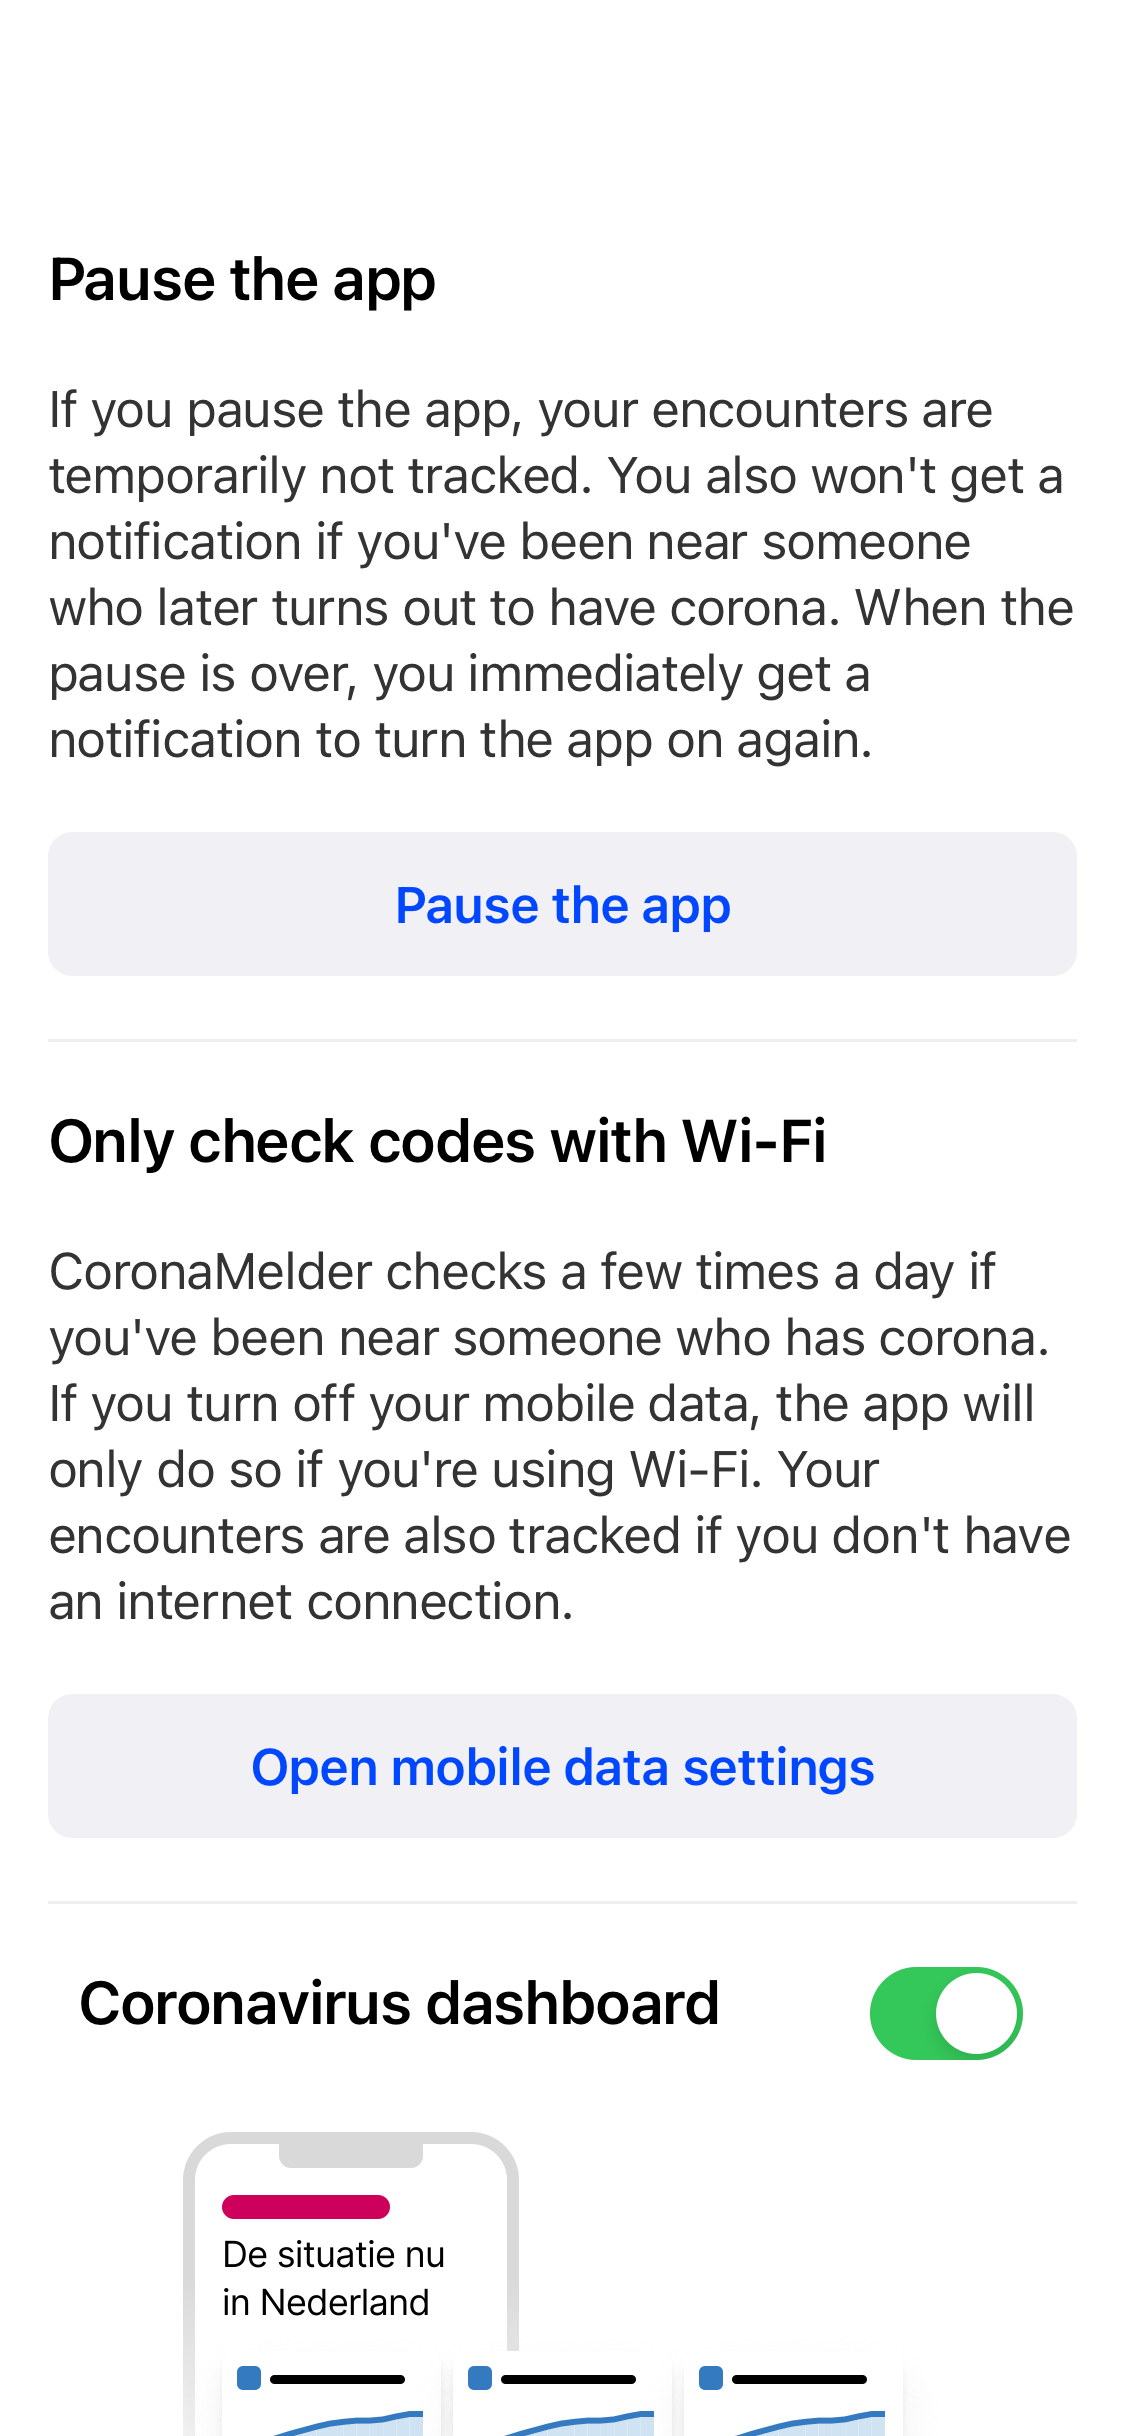 Pause the app
If you pause the app, your encounters are
temporarily not tracked. You also won't get a
notification if you've been near someone
who later turns out to have corona. When the
pause is over, you immediately get a
notification to turn the app on again.
Pause the app
Only check codes with Wi-Fi
CoronaMelder checks a few times a day if
you've been near someone who has corona.
If you turn off your mobile data, the app will
only do so if you're using Wi-Fi. Your
encounters are also tracked if you don't have
an internet connection.
Open mobile data settings
Coronavirus dashboard
De situatie nu
in Nederland